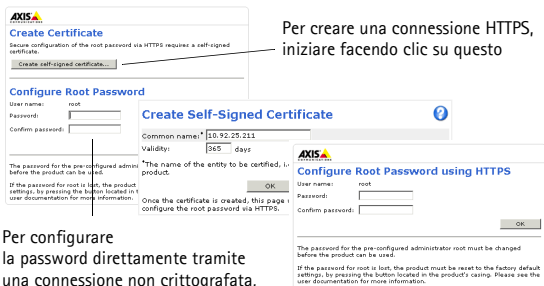 AXIS
COMMUNICATIONS
Create Certificate
Secure configuration of the root password via HTTPS requires a self-signed
certificate.
Create self-signed certificate...
Configure Root Password
User name: root
Password:
Confirm password:
The password for the pre-configured admini
before the product can be used.
If the password for root is lost, the product
settings, by pressing the button located in t
user documentation for more information.
Per creare una connessione HTTPS,
iniziare facendo clic su questo
Create Self-Signed Certificate
?
Common name:* 10.92.25.211
Validity: 365 days
*The name of the entity to be certified, i.
product.
OK
Once the certificate is created, this page
configure the root password via HTTPS.
AXIS
COMMUNICATIONS
Configure Root Password using HTTPS
User name: root
Password:
Confirm password:
OK
The password for the pre-configured administrator root must be changed
before the product can be used.
If the password for root is lost, the product must be reset to the factory default
settings, by pressing the button located in the product's casing. Please see the
user documentation for more information.
Per configurare
la password direttamente tramite
una connessione non crittografata,